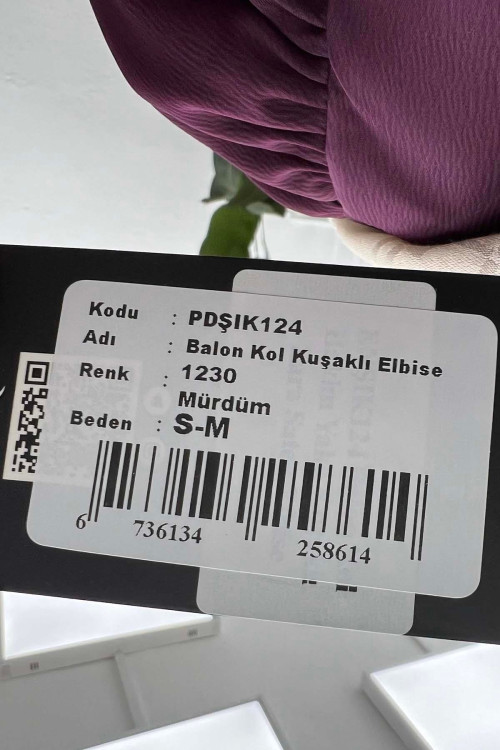 Kodu : PDŞIK124
Adı : Balon Kol Kuşaklı Elbise
Renk : 1230
Mürdüm
Beden : S-M
6 736134 258614